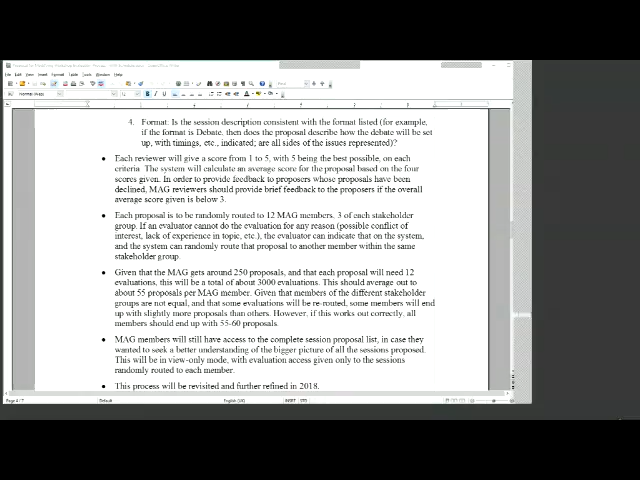 4. Format: Is the session description consistent with the format listed (for example,
if the format is Debate, then does the proposal describe how the debate will be set
up, with timings, etc., indicated; are all sides of the issues represented)?
• Each reviewer will give a score from 1 to 5, with 5 being the best possible, on each
criteria. The system will calculate an average score for the proposal based on the four
scores given. In order to provide feedback to proposers whose proposals have been
declined, MAG reviewers should provide brief feedback to the proposers if the overall
average score given is below 3.
• Each proposal is to be randomly routed to 12 MAG members, 3 of each stakeholder
group. If an evaluator cannot do the evaluation for any reason (possible conflict of
interest, lack of experience in topic, etc.), the evaluator can indicate that on the system,
and the system can randomly route that proposal to another member within the same
stakeholder group.
• Given that the MAG gets around 250 proposals, and that each proposal will need 12
evaluations, this will be a total of about 3000 evaluations. This should average out to
about 55 proposals per MAG member. Given that members of the different stakeholder
groups are not equal, and that some evaluations will be re-routed, some members will end
up with slightly more proposals than others. However, if this works out correctly, all
members should end up with 55-60 proposals.
• MAG members will still have access to the complete session proposal list, in case they
wanted to seek a better understanding of the bigger picture of all the sessions proposed.
This will be in view-only mode, with evaluation access given only to the sessions
randomly routed to each member.
• This process will be revisited and further refined in 2018.
Default English (UK)